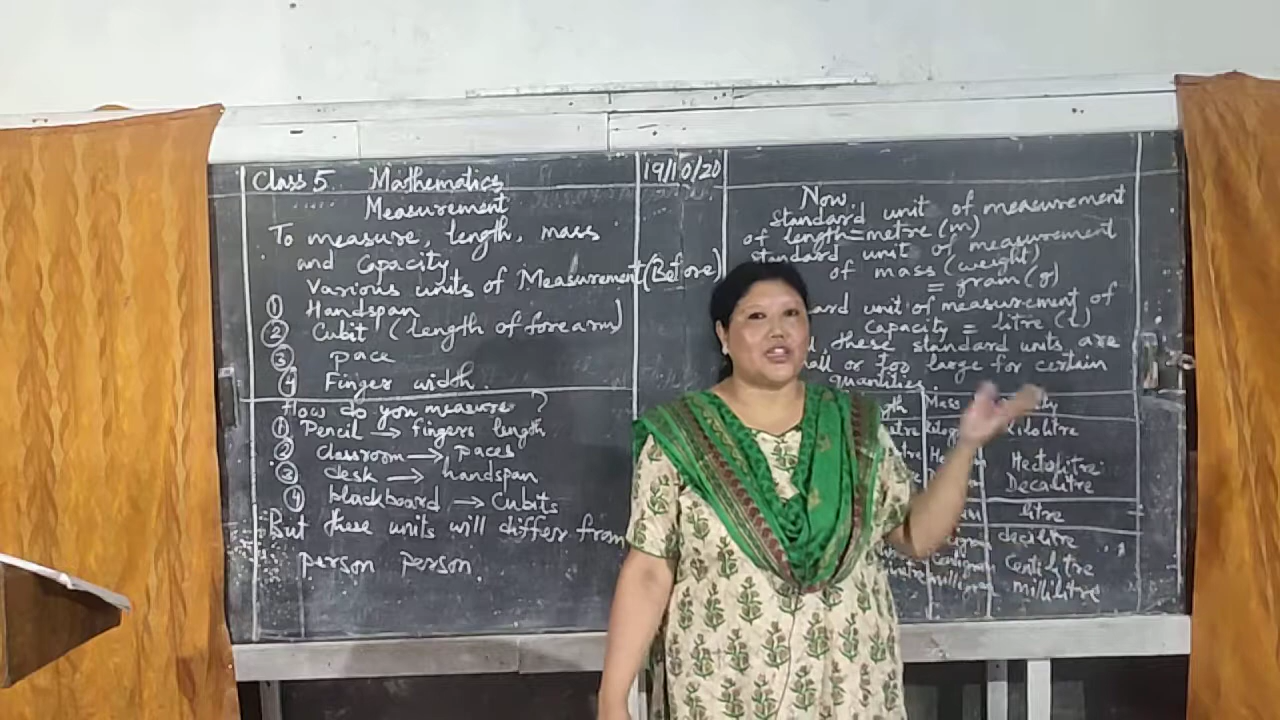 Class 5 Mathematics
19/10/20
Measurement
To measure, length, mass
and capacity
Various units of Measurement (Before)
① Handspan
② Cubit (length of forearm)
③ pace
④ Finger width.
How do you measure ?
① Pencil → fingers length
② classroom → paces
③ desk → handspan
④ blackboard → Cubits
But these units will differ from
person person.
Now.
standard unit of measurement
of length = metre (m)
standard unit of measurement
of mass (weight)
= gram (g)
unit of measurement of
capacity = litre (l)
these standard units are
or too large for certain
quantities.
Mass
Kilolitre
Hectolitre
Decalitre
litre
decilitre
Centigram Centilitre
milligram millilitre